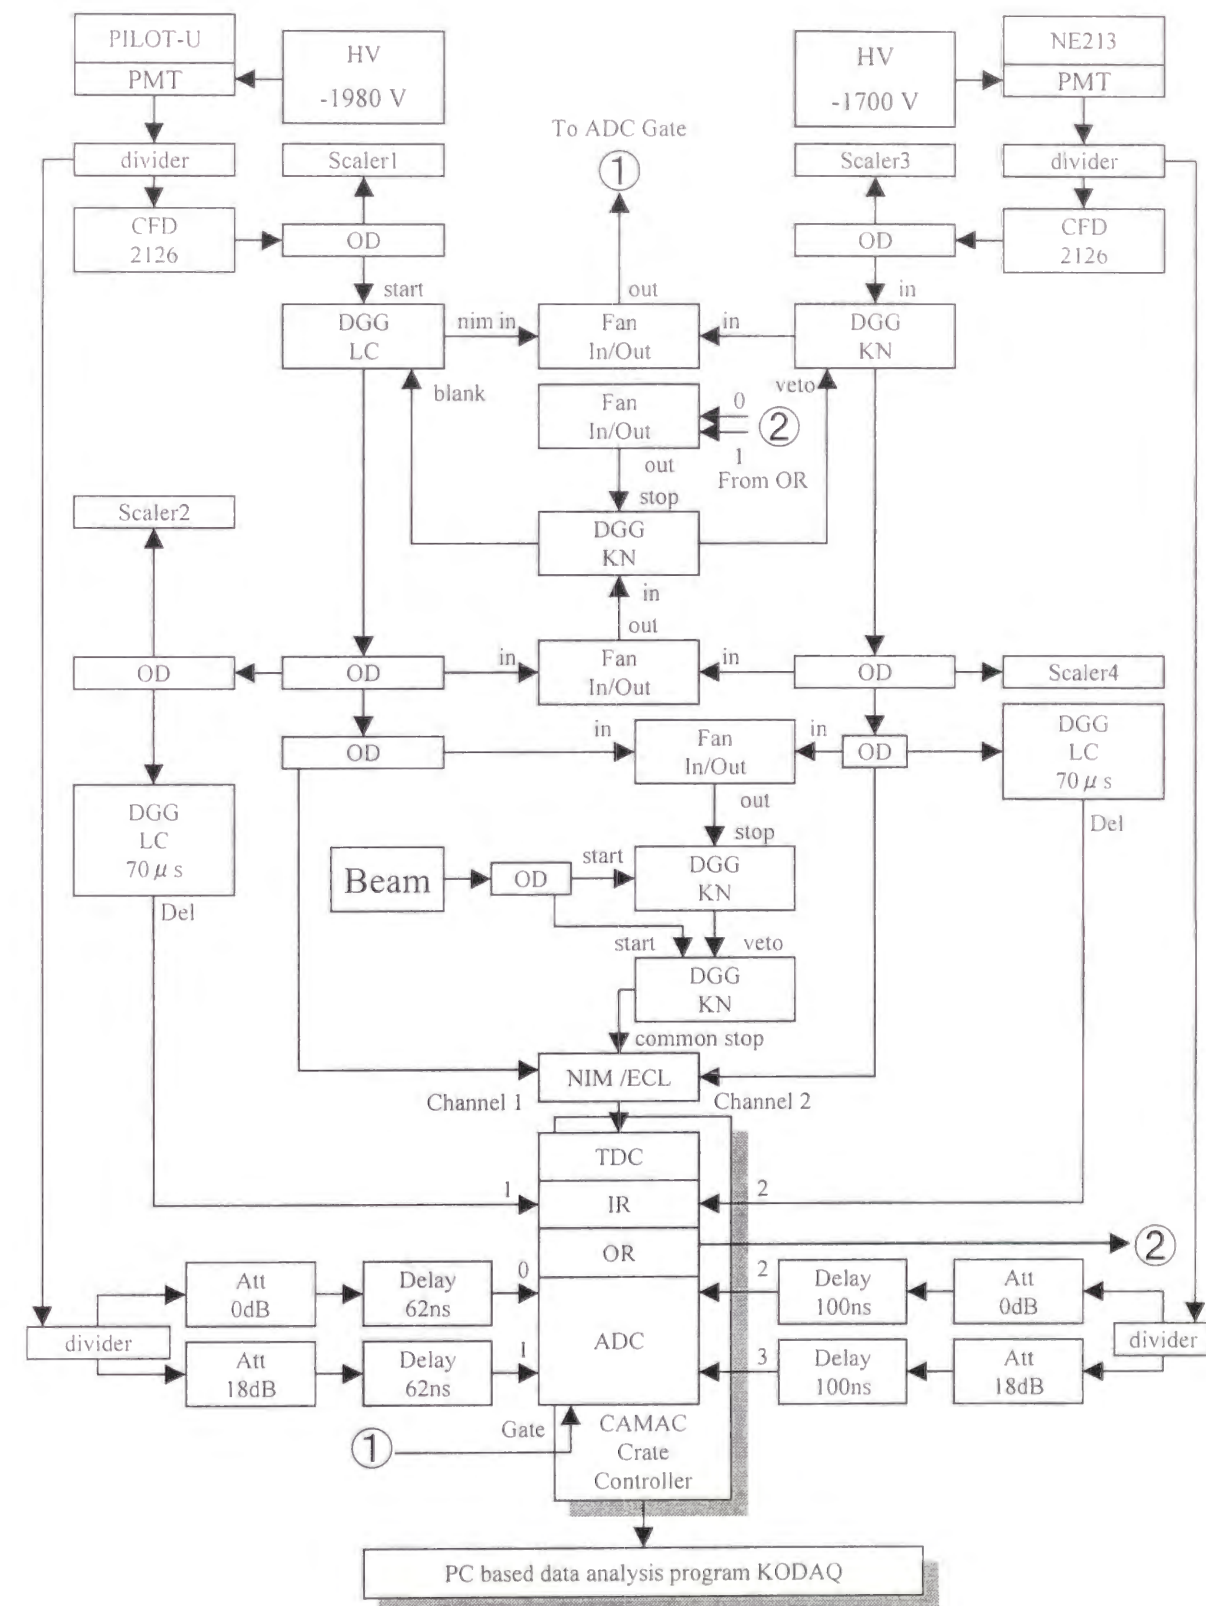 PILOT-U
PMT
HV
-1980 V
HV
-1700 V
NE213
PMT
To ADC Gate
①
divider
Scaler1
Scaler3
divider
CFD
2126
OD
OD
CFD
2126
start
out
in
DGG
LC
nim in
Fan
In/Out
in
DGG
KN
blank
veto
Fan
In/Out
0
②
1
From OR
out
stop
Scaler2
DGG
KN
in
out
OD
OD
in
Fan
In/Out
in
OD
Scaler4
OD
in
Fan
In/Out
in
OD
DGG
LC
70 μ s
Del
out
stop
DGG
LC
70 μ s
Del
Beam
OD
start
DGG
KN
start
veto
DGG
KN
common stop
NIM /ECL
Channel 1
Channel 2
TDC
1
IR
2
OR
②
Att
0dB
Delay
62ns
0
ADC
2
Delay
100ns
Att
0dB
divider
divider
Att
18dB
Delay
62ns
1
3
Delay
100ns
Att
18dB
①
Gate
CAMAC
Crate
Controller
PC based data analysis program KODAQ